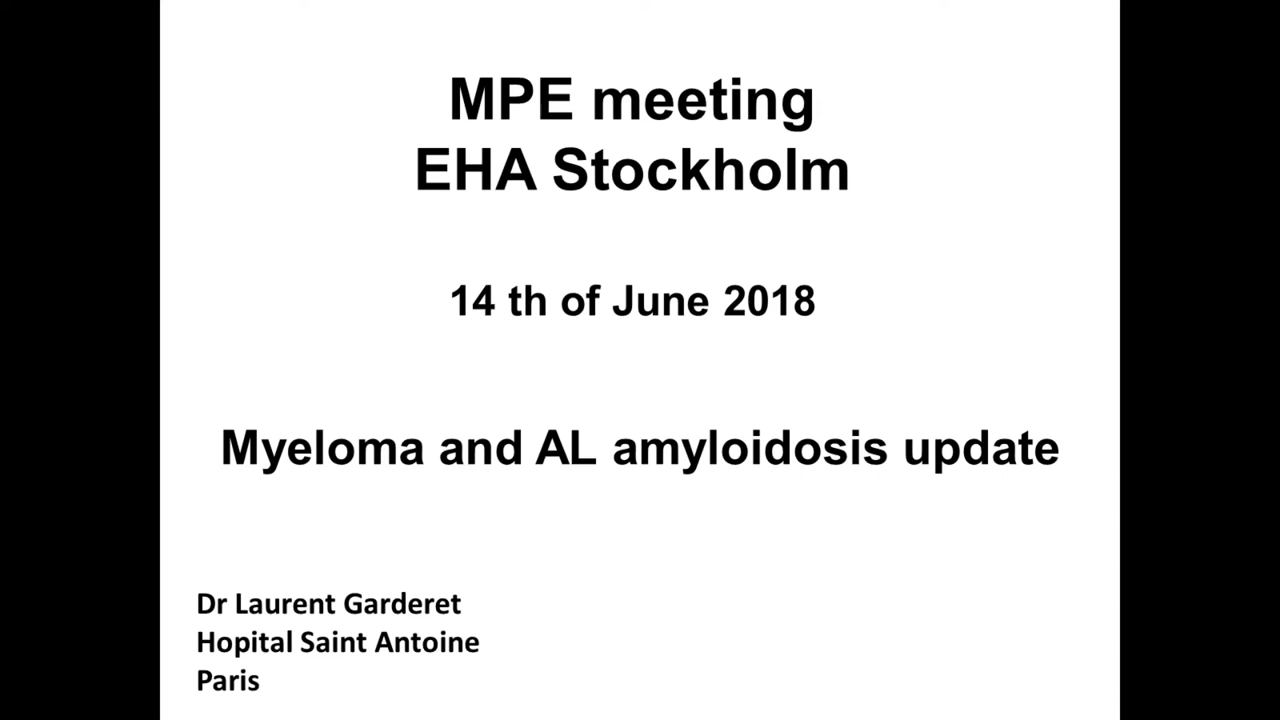 MPE meeting
EHA Stockholm
14 th of June 2018
Myeloma and AL amyloidosis update
Dr Laurent Garderet
Hopital Saint Antoine
Paris